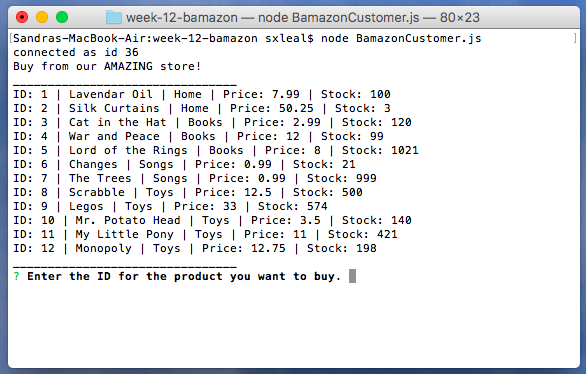 week-12-bamazon — node BamazonCustomer.js — 80×23
[Sandras-MacBook-Air:week-12-bamazon sxleal$ node BamazonCustomer.js ]
connected as id 36
Buy from our AMAZING store!
________________________________
ID: 1 | Lavendar Oil | Home | Price: 7.99 | Stock: 100
ID: 2 | Silk Curtains | Home | Price: 50.25 | Stock: 3
ID: 3 | Cat in the Hat | Books | Price: 2.99 | Stock: 120
ID: 4 | War and Peace | Books | Price: 12 | Stock: 99
ID: 5 | Lord of the Rings | Books | Price: 8 | Stock: 1021
ID: 6 | Changes | Songs | Price: 0.99 | Stock: 21
ID: 7 | The Trees | Songs | Price: 0.99 | Stock: 999
ID: 8 | Scrabble | Toys | Price: 12.5 | Stock: 500
ID: 9 | Legos | Toys | Price: 33 | Stock: 574
ID: 10 | Mr. Potato Head | Toys | Price: 3.5 | Stock: 140
ID: 11 | My Little Pony | Toys | Price: 11 | Stock: 421
ID: 12 | Monopoly | Toys | Price: 12.75 | Stock: 198
________________________________
? Enter the ID for the product you want to buy.